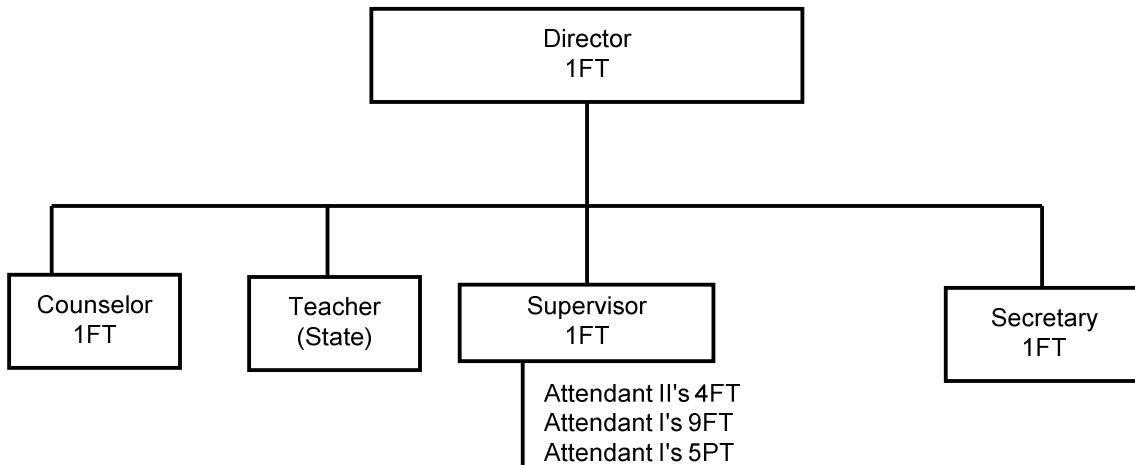 Director
1FT
Counselor
1FT
Teacher
(State)
Supervisor
1FT
Secretary
1FT
Attendant II's 4FT
Attendant I's 9FT
Attendant I's 5PT